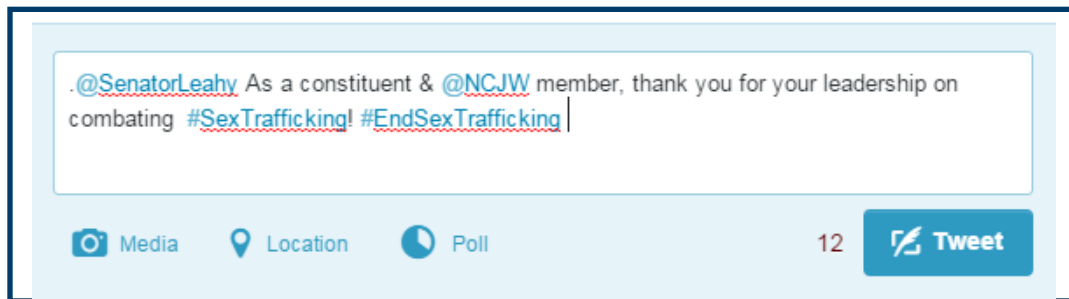 .@SenatorLeahy As a constituent & @NCJW member, thank you for your leadership on
combating  #SexTrafficking! #EndSexTrafficking
Media Location Poll 12 Tweet